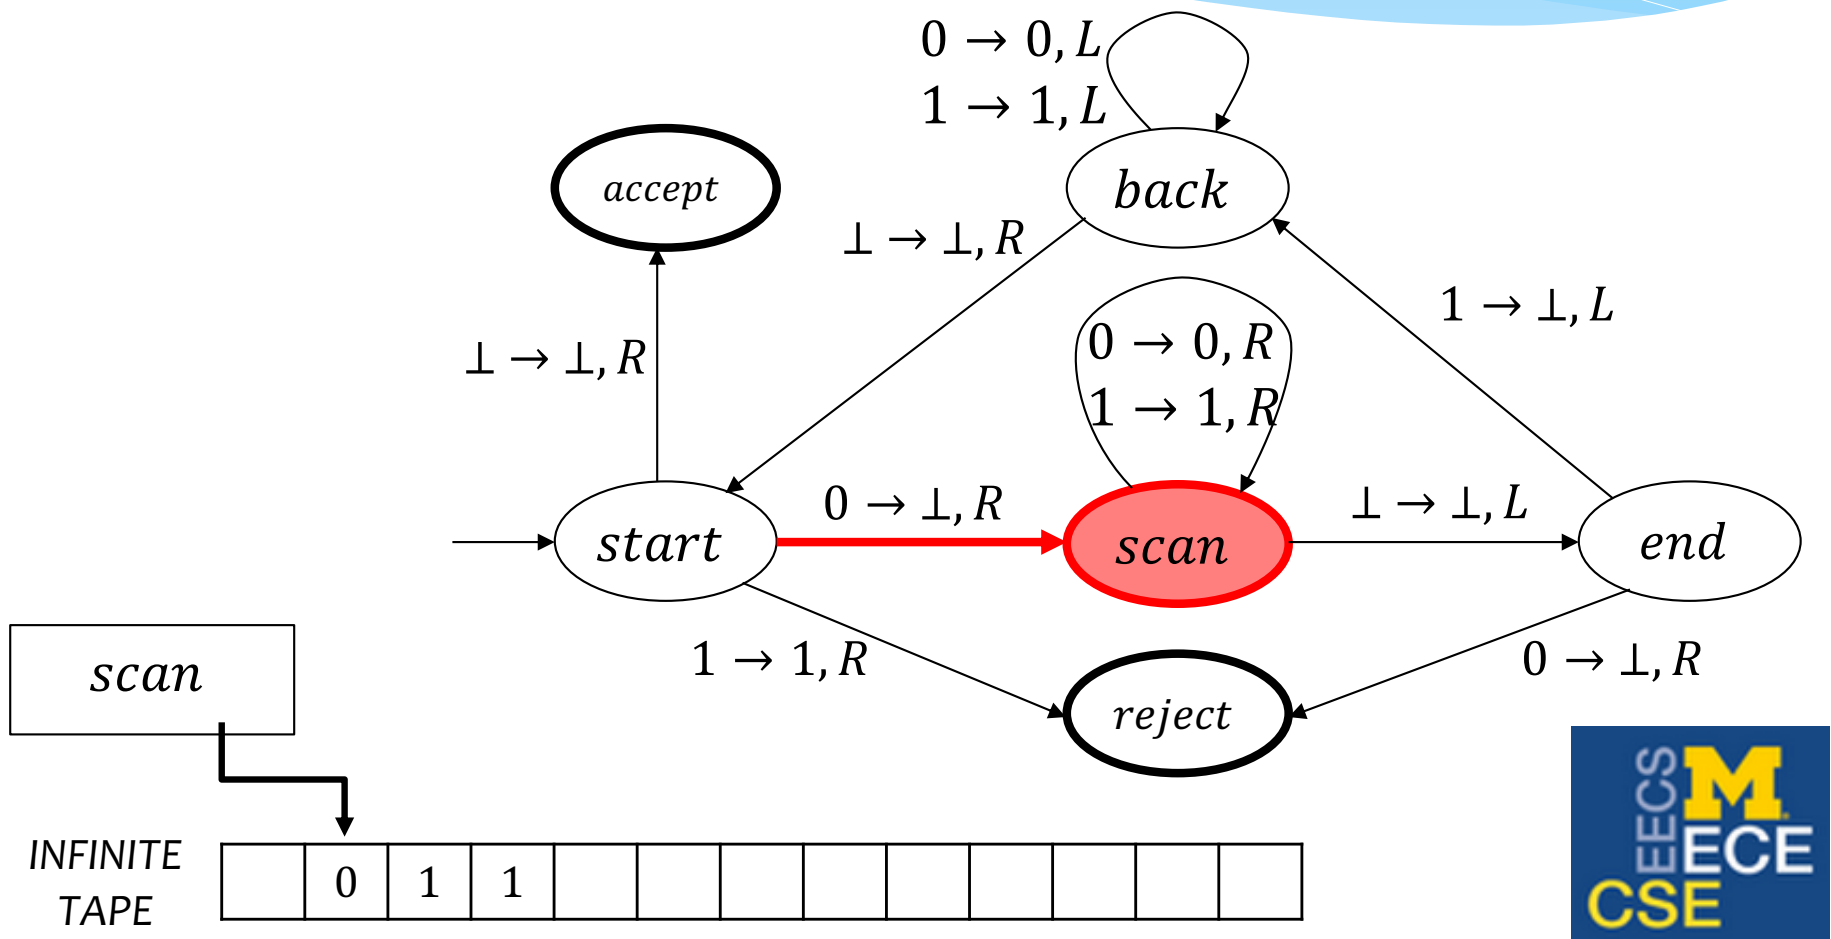 0 → 0, L
1 → 1, L
accept
back
⊥ → ⊥, R
1 → ⊥, L
⊥ → ⊥, R
0 → 0, R
1 → 1, R
0 → ⊥, R
⊥ → ⊥, L
start
scan
end
1 → 1, R
0 → ⊥, R
scan
reject
INFINITE
TAPE
0 1 1
EECS
M
ECE
CSE